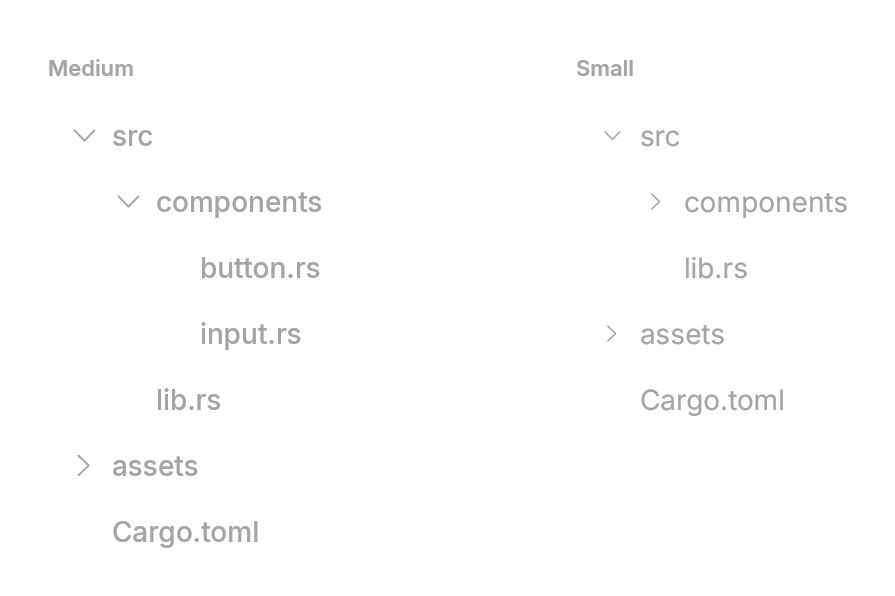 Medium
src
components
button.rs
input.rs
lib.rs
assets
Cargo.toml
Small
src
components
lib.rs
assets
Cargo.toml